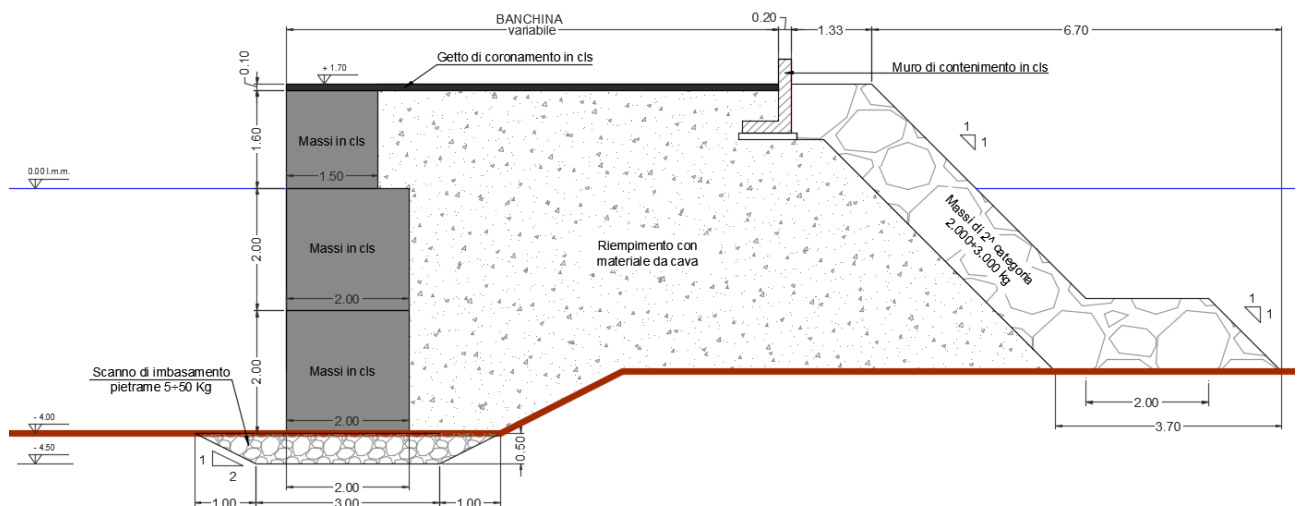 BANCHINA
variabile
0.20
1.33
6.70
Getto di coronamento in cls
Muro di contenimento in cls
0.10
+ 1.70
1
1
Massi in cls
1.60
1.50
0.00 l.m.m.
2.00
Massi in cls
2.00
Riempimento con
materiale da cava
Massi di 2^ categoria
2.000÷3.000 kg
1
1
Scanno di imbasamento
pietrame 5÷50 Kg
2.00
Massi in cls
2.00
2.00
3.70
- 4.00
- 4.50
1
2
0.50
2.00
1.00
3.00
1.00